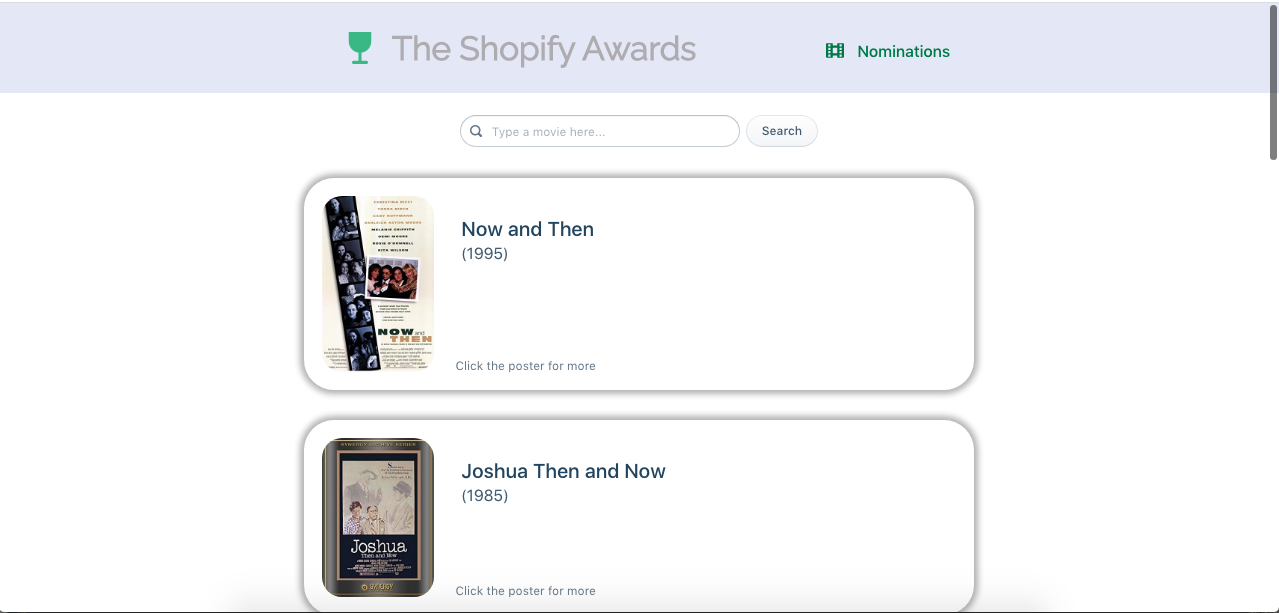 The Shopify Awards
Nominations
Type a movie here...
Search
CHRISTINA RICCI
THORA BIRCH
GABY HOFFMANN
ASHLEIGH ASTON MOORE
MELANIE GRIFFITH
DEMI MOORE
ROSIE O'DONNELL
RITA WILSON
NOW and
THEN
Now and Then
(1995)
Click the poster for more
Joshua
Then and Now
SYNERGY
Joshua Then and Now
(1985)
Click the poster for more